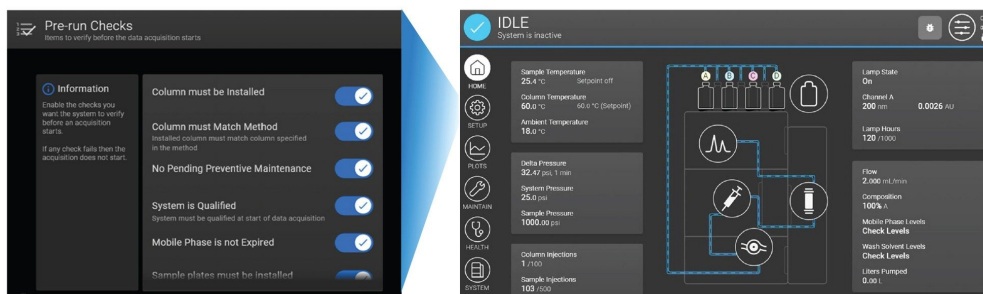 Pre-run Checks
Items to verify before the data acquisition starts
Information
Enable the checks you
want the system to verify
before an acquisition
starts.
If any check fails then the
acquisition does not start.
Column must be Installed
Column must Match Method
Installed column must match column specified
in the method
No Pending Preventive Maintenance
System is Qualified
System must be qualified at start of data acquisition
Mobile Phase is not Expired
Sample plates must be installed
IDLE
System is inactive
HOME
SETUP
PLOTS
MAINTAIN
HEALTH
SYSTEM
Sample Temperature
25.4 °C Setpoint off
Column Temperature
60.0 °C 60.0 °C (Setpoint)
Ambient Temperature
18.0 °C
Delta Pressure
32.47 psi, 1 min
System Pressure
25.0 psi
Sample Pressure
1000.00 psi
Column Injections
1 /100
Sample Injections
103 /500
A B C D
Lamp State
On
Channel A
200 nm 0.0026 AU
Lamp Hours
120 /1000
Flow
2.000 mL/min
Composition
100% A
Mobile Phase Levels
Check Levels
Wash Solvent Levels
Check Levels
Liters Pumped
0.00 L